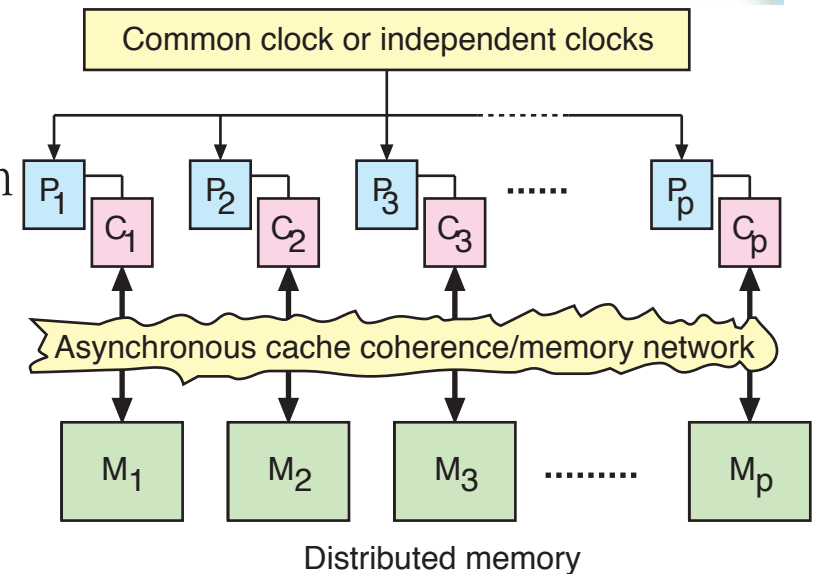 Common clock or independent clocks
P1 P2 P3 ...... Pp
C1 C2 C3 Cp
Asynchronous cache coherence/memory network
M1 M2 M3 ......... Mp
Distributed memory